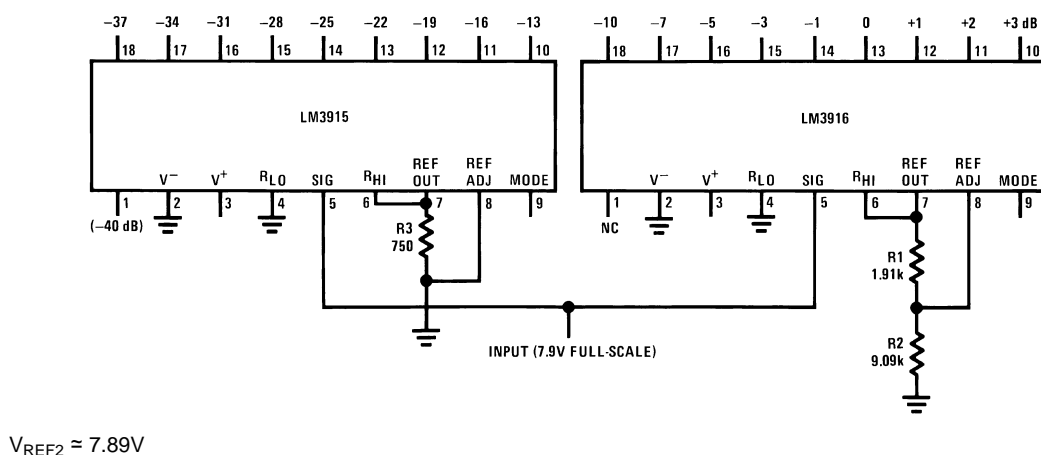 −37 −34 −31 −28 −25 −22 −19 −16 −13 −10 −7 −5 −3 −1 0 +1 +2 +3 dB
18 17 16 15 14 13 12 11 10 18 17 16 15 14 13 12 11 10
LM3915 LM3916
V− V+ RLO SIG RHI REF OUT REF ADJ MODE V− V+ RLO SIG RHI REF OUT REF ADJ MODE
1 2 3 4 5 6 7 8 9 1 2 3 4 5 6 7 8 9
(−40 dB) NC
R3
750
R1
1.91k
INPUT (7.9V FULL-SCALE)
R2
9.09k
VREF2 ≃ 7.89V